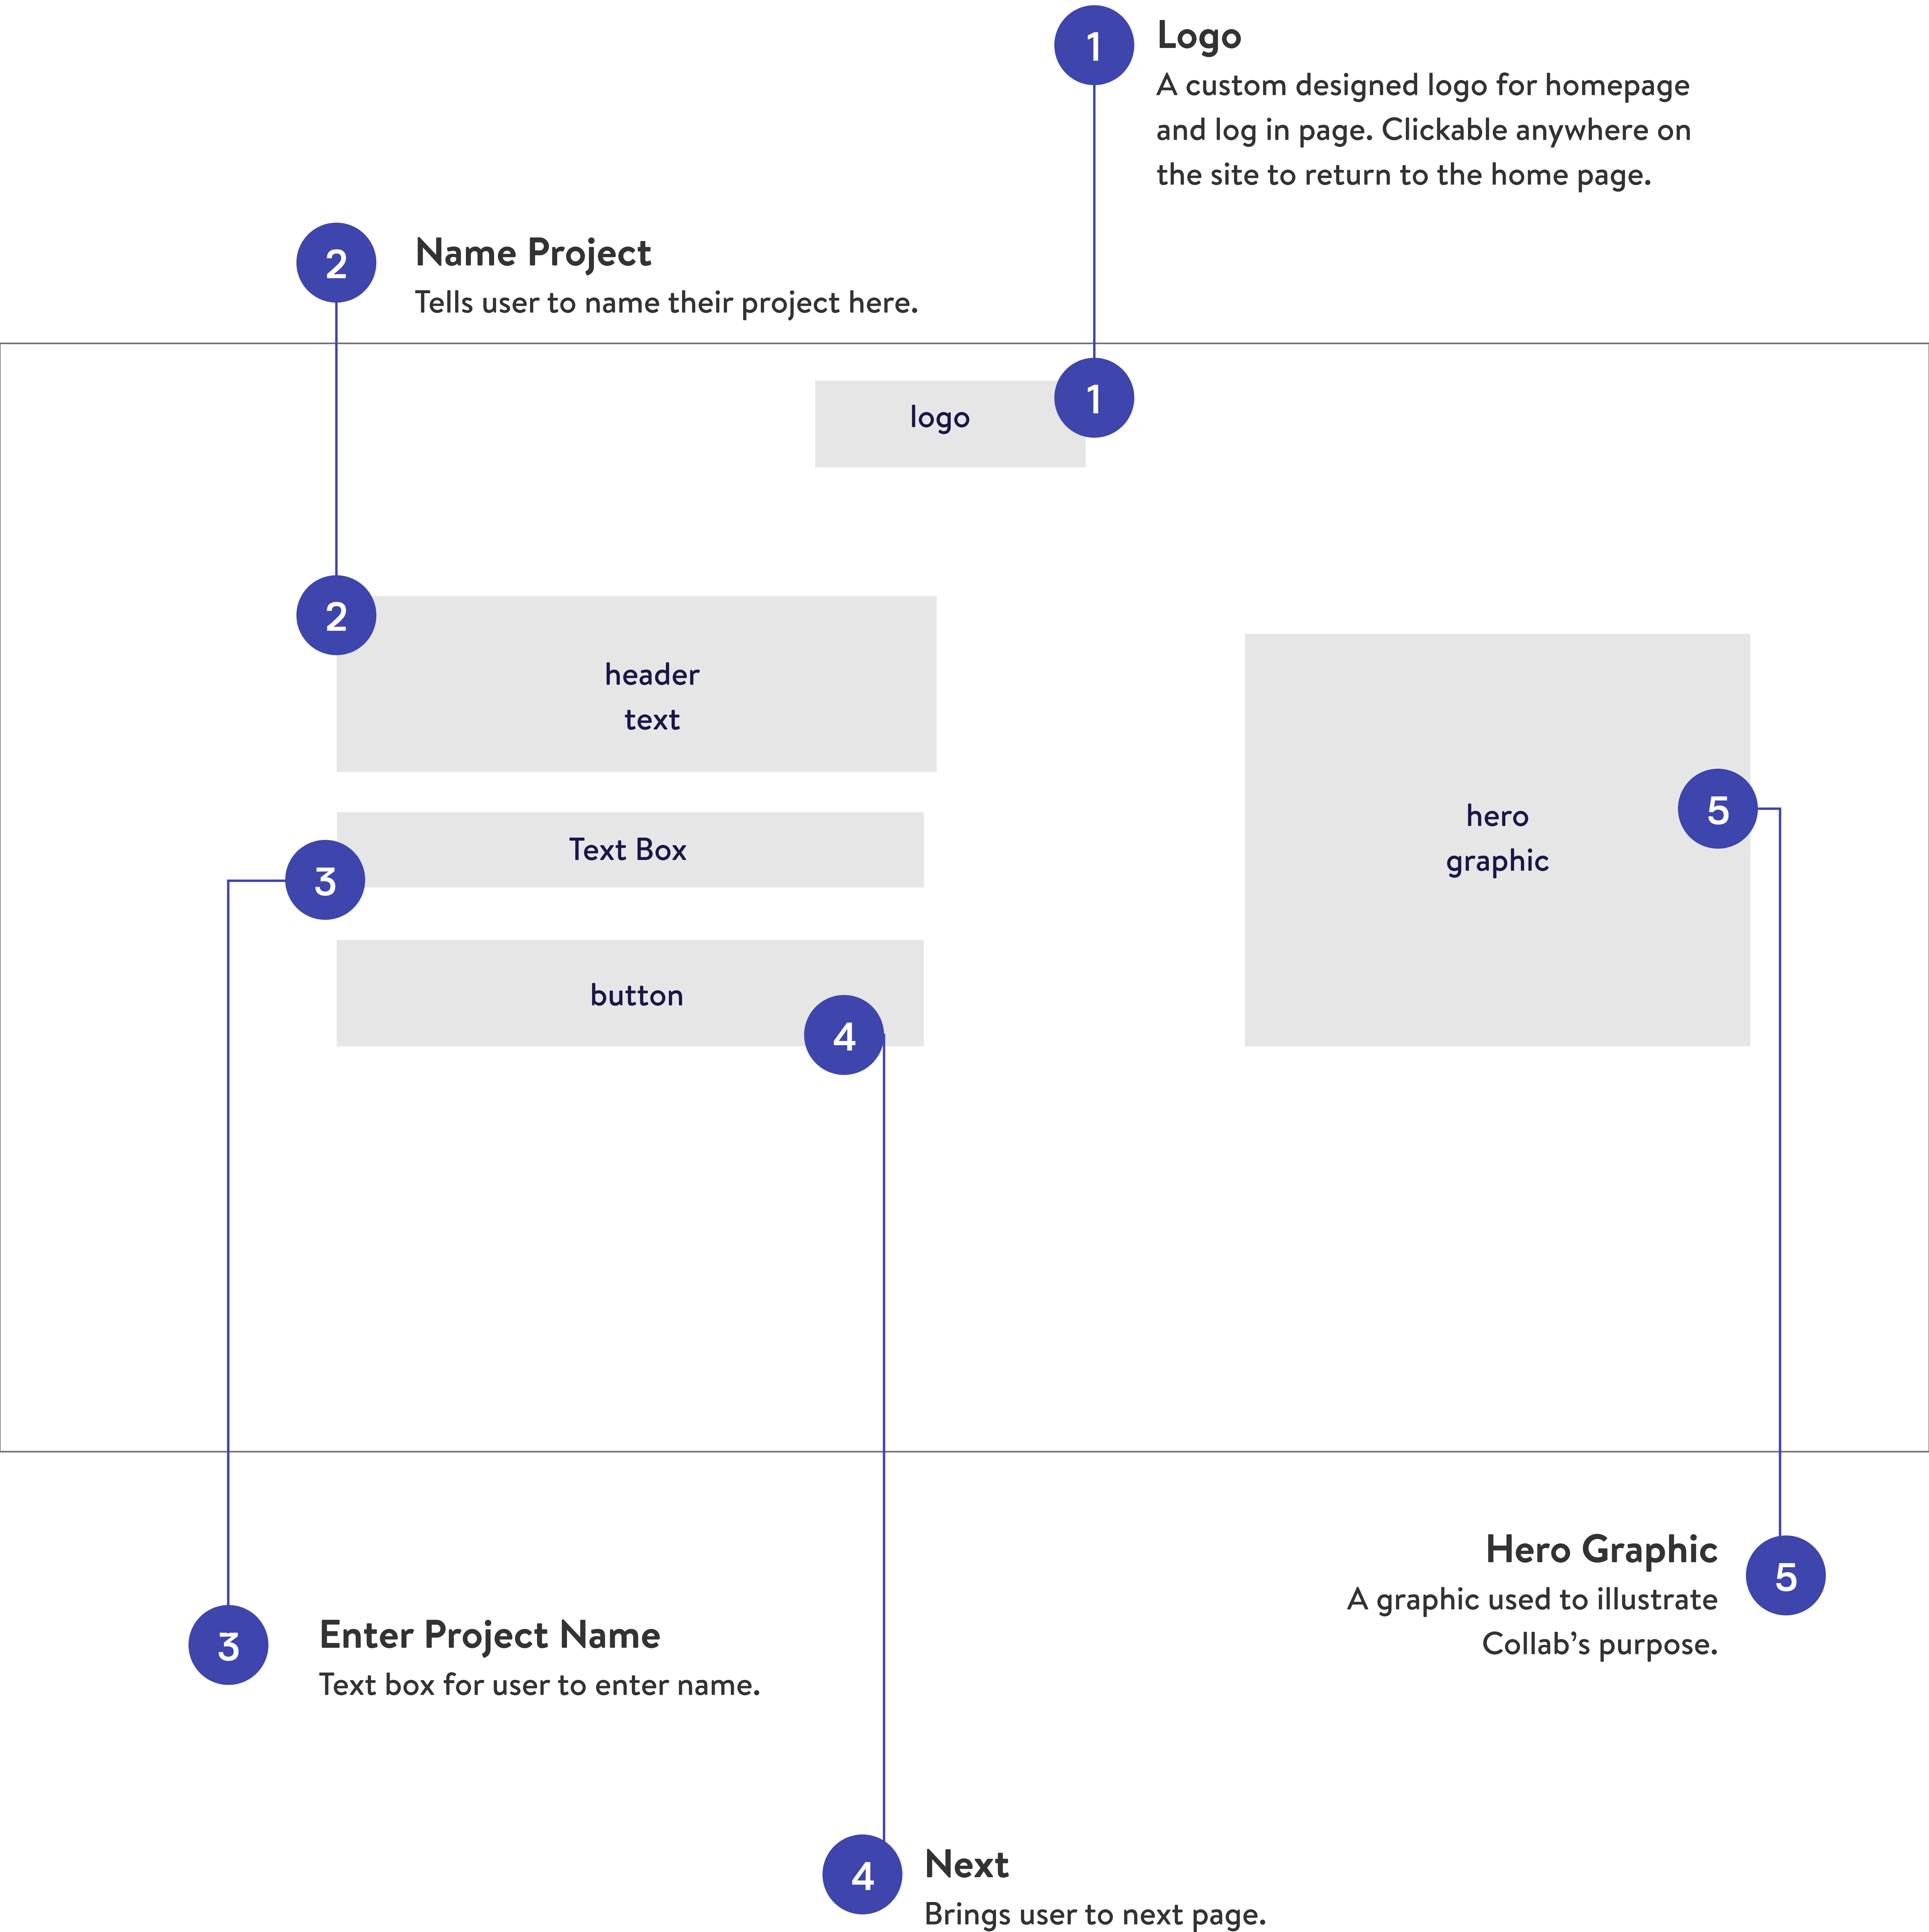 1
Logo
A custom designed logo for homepage
and log in page. Clickable anywhere on
the site to return to the home page.
2
Name Project
Tells user to name their project here.
1
logo
2
header
text
5
hero
graphic
Text Box
3
button
4
Hero Graphic
A graphic used to illustrate
Collab’s purpose.
5
3
Enter Project Name
Text box for user to enter name.
4
Next
Brings user to next page.